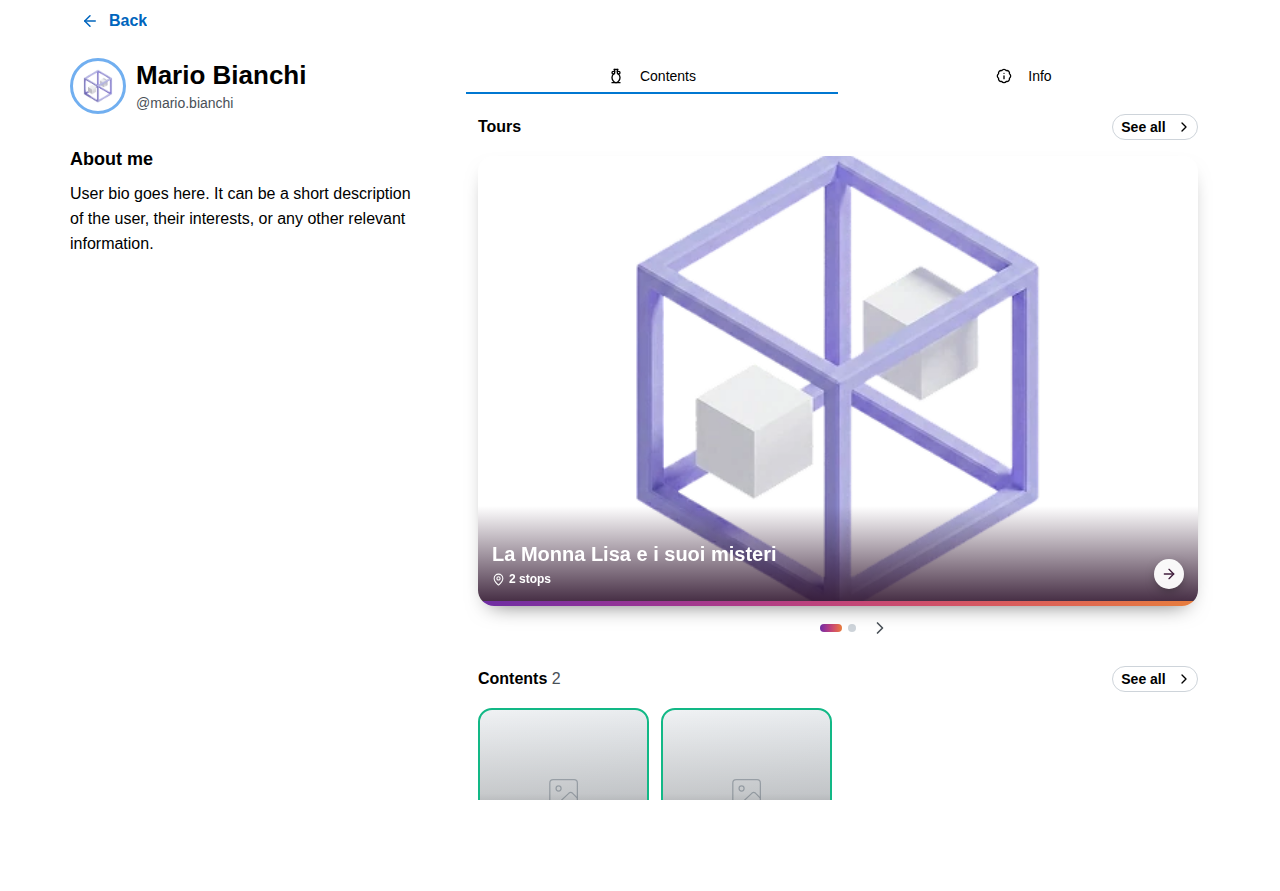 Back
Mario Bianchi
@mario.bianchi
About me
User bio goes here. It can be a short description
of the user, their interests, or any other relevant
information.
Contents
Info
Tours
See all
La Monna Lisa e i suoi misteri
2 stops
Contents 2
See all